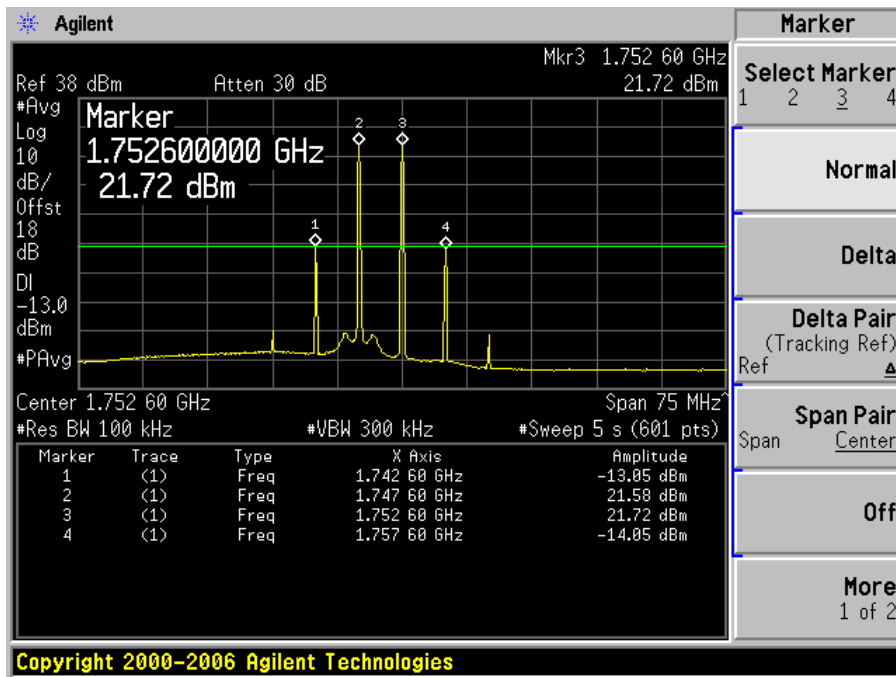 Agilent
Marker
Mkr3 1.752 60 GHz
Ref 38 dBm Atten 30 dB 21.72 dBm
#Avg
Log
10
dB/
Offst
18
dB
DI
-13.0
dBm
#PAvg
Marker
1.752600000 GHz
21.72 dBm
1
2
3
4
Center 1.752 60 GHz Span 75 MHz^
#Res BW 100 kHz #VBW 300 kHz #Sweep 5 s (601 pts)
Marker Trace Type X Axis Amplitude
1 (1) Freq 1.742 60 GHz -13.05 dBm
2 (1) Freq 1.747 60 GHz 21.58 dBm
3 (1) Freq 1.752 60 GHz 21.72 dBm
4 (1) Freq 1.757 60 GHz -14.05 dBm
Select Marker
1 2 3 4
Normal
Delta
Delta Pair
(Tracking Ref)
Ref Δ
Span Pair
Span Center
Off
More
1 of 2
Copyright 2000-2006 Agilent Technologies